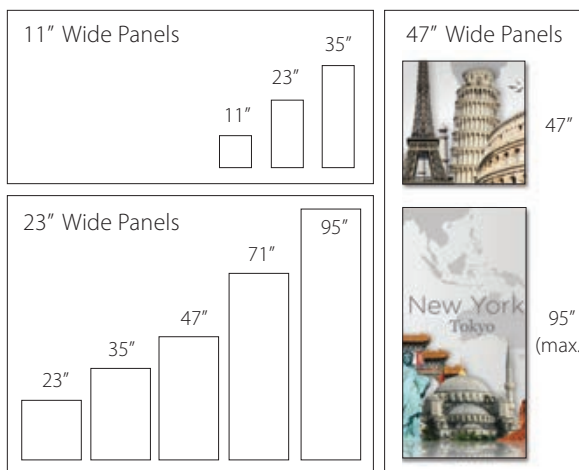 11" Wide Panels
35"
23"
11"
23" Wide Panels
95"
71"
47"
35"
23"
47" Wide Panels
47"
New York
Tokyo
95"
(max.